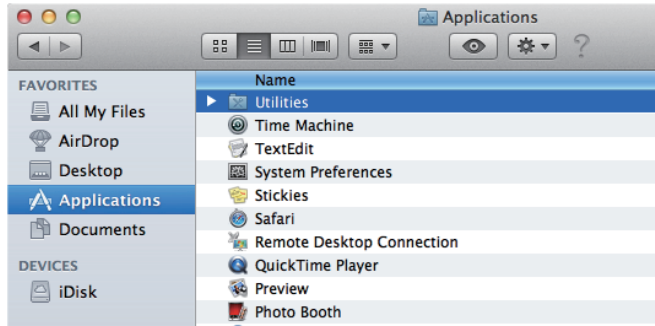 Applications
?
FAVORITES
All My Files
AirDrop
Desktop
Applications
Documents
DEVICES
iDisk
Name
Utilities
Time Machine
TextEdit
System Preferences
Stickies
Safari
Remote Desktop Connection
QuickTime Player
Preview
Photo Booth